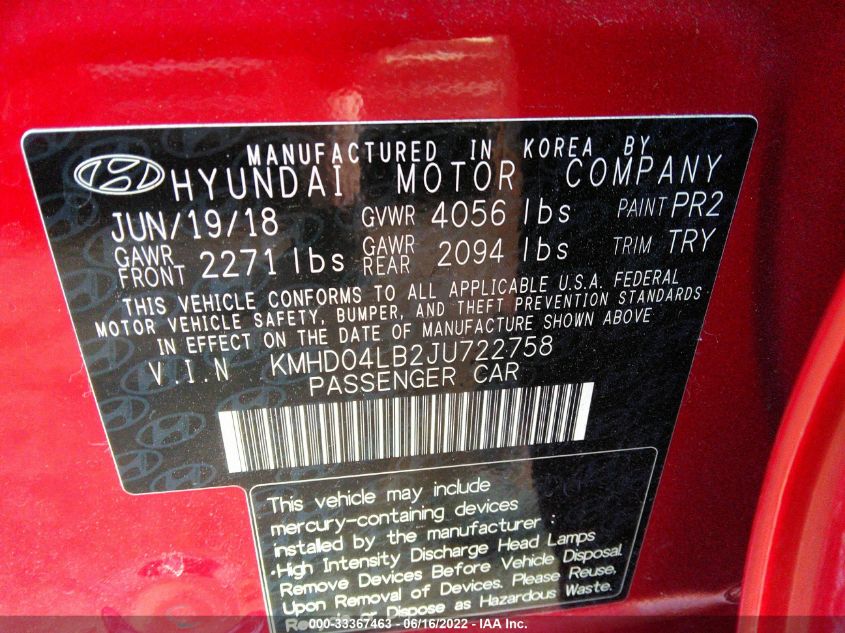 MANUFACTURED IN KOREA BY
HYUNDAI MOTOR COMPANY
JUN/19/18 GVWR 4056 lbs PAINT PR2
GAWR FRONT 2271 lbs GAWR REAR 2094 lbs TRIM TRY
THIS VEHICLE CONFORMS TO ALL APPLICABLE U.S.A. FEDERAL
MOTOR VEHICLE SAFETY, BUMPER, AND THEFT PREVENTION STANDARDS
IN EFFECT ON THE DATE OF MANUFACTURE SHOWN ABOVE
V.I.N KMHD04LB2JU722758
PASSENGER CAR
This vehicle may include
mercury-containing devices
installed by the manufacturer :
·High Intensity Discharge Head Lamps
Remove Devices Before Vehicle Disposal.
Upon Removal of Devices, Please Reuse,
Recycle or Dispose as Hazardous Waste.
000-33367463 - 06/16/2022 - IAA Inc.